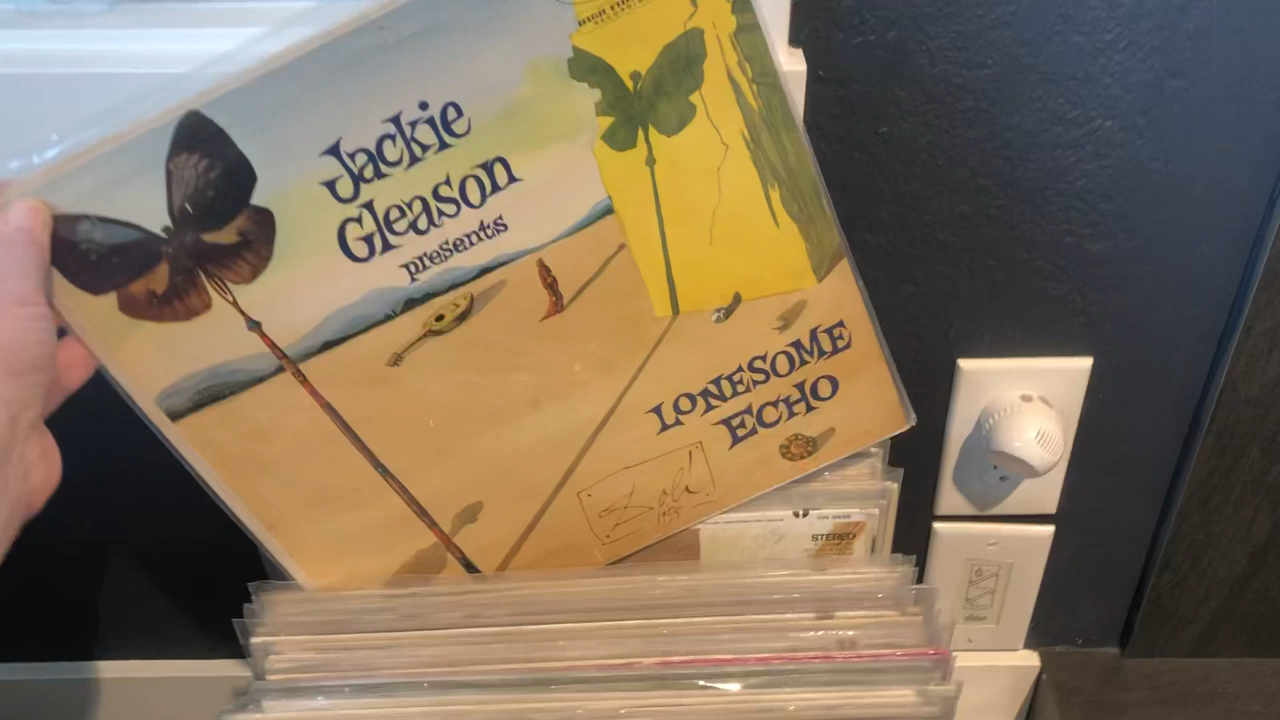 Jackie
Gleason
presents
LONESOME
ECHO
Dalí
1955
STEREO